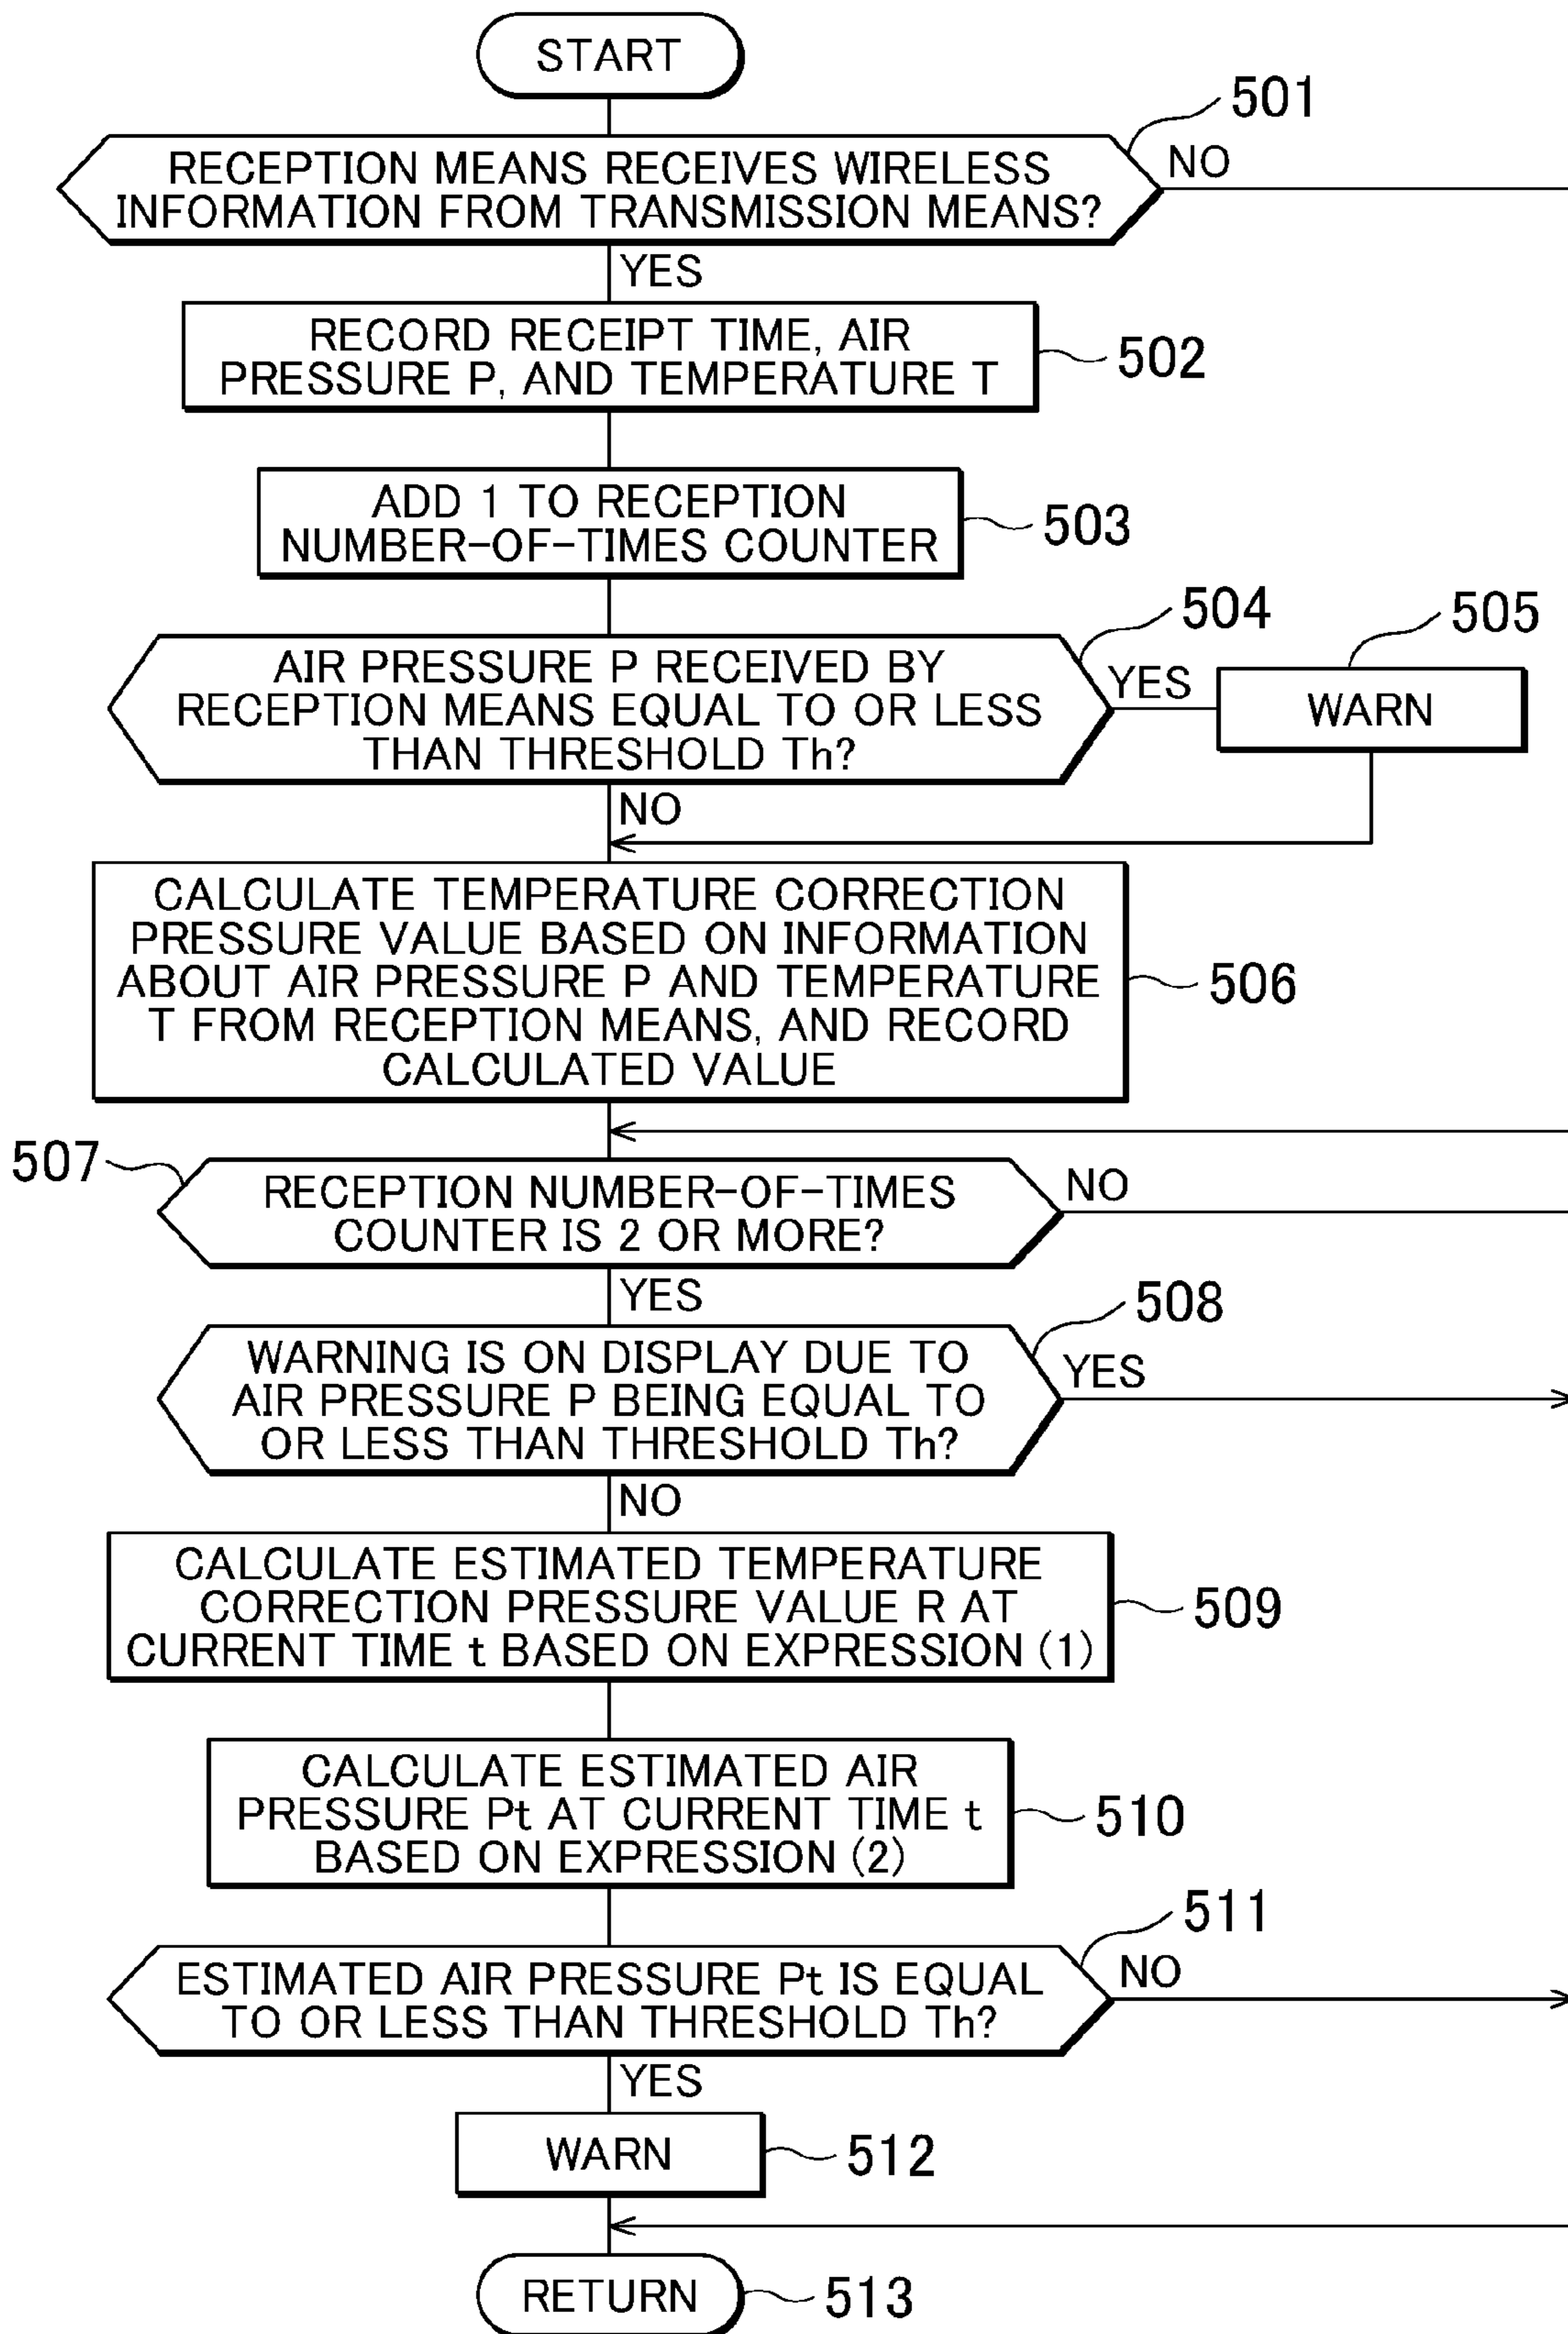 START
501
RECEPTION MEANS RECEIVES WIRELESS
INFORMATION FROM TRANSMISSION MEANS?
NO
YES
RECORD RECEIPT TIME, AIR
PRESSURE P, AND TEMPERATURE T
502
ADD 1 TO RECEPTION
NUMBER-OF-TIMES COUNTER
503
504
505
AIR PRESSURE P RECEIVED BY
RECEPTION MEANS EQUAL TO OR LESS
THAN THRESHOLD Th?
YES
WARN
NO
CALCULATE TEMPERATURE CORRECTION
PRESSURE VALUE BASED ON INFORMATION
ABOUT AIR PRESSURE P AND TEMPERATURE
T FROM RECEPTION MEANS, AND RECORD
CALCULATED VALUE
506
507
RECEPTION NUMBER-OF-TIMES
COUNTER IS 2 OR MORE?
NO
YES
508
WARNING IS ON DISPLAY DUE TO
AIR PRESSURE P BEING EQUAL TO
OR LESS THAN THRESHOLD Th?
YES
NO
CALCULATE ESTIMATED TEMPERATURE
CORRECTION PRESSURE VALUE R AT
CURRENT TIME t BASED ON EXPRESSION (1)
509
CALCULATE ESTIMATED AIR
PRESSURE Pt AT CURRENT TIME t
BASED ON EXPRESSION (2)
510
511
ESTIMATED AIR PRESSURE Pt IS EQUAL
TO OR LESS THAN THRESHOLD Th?
NO
YES
WARN
512
RETURN
513